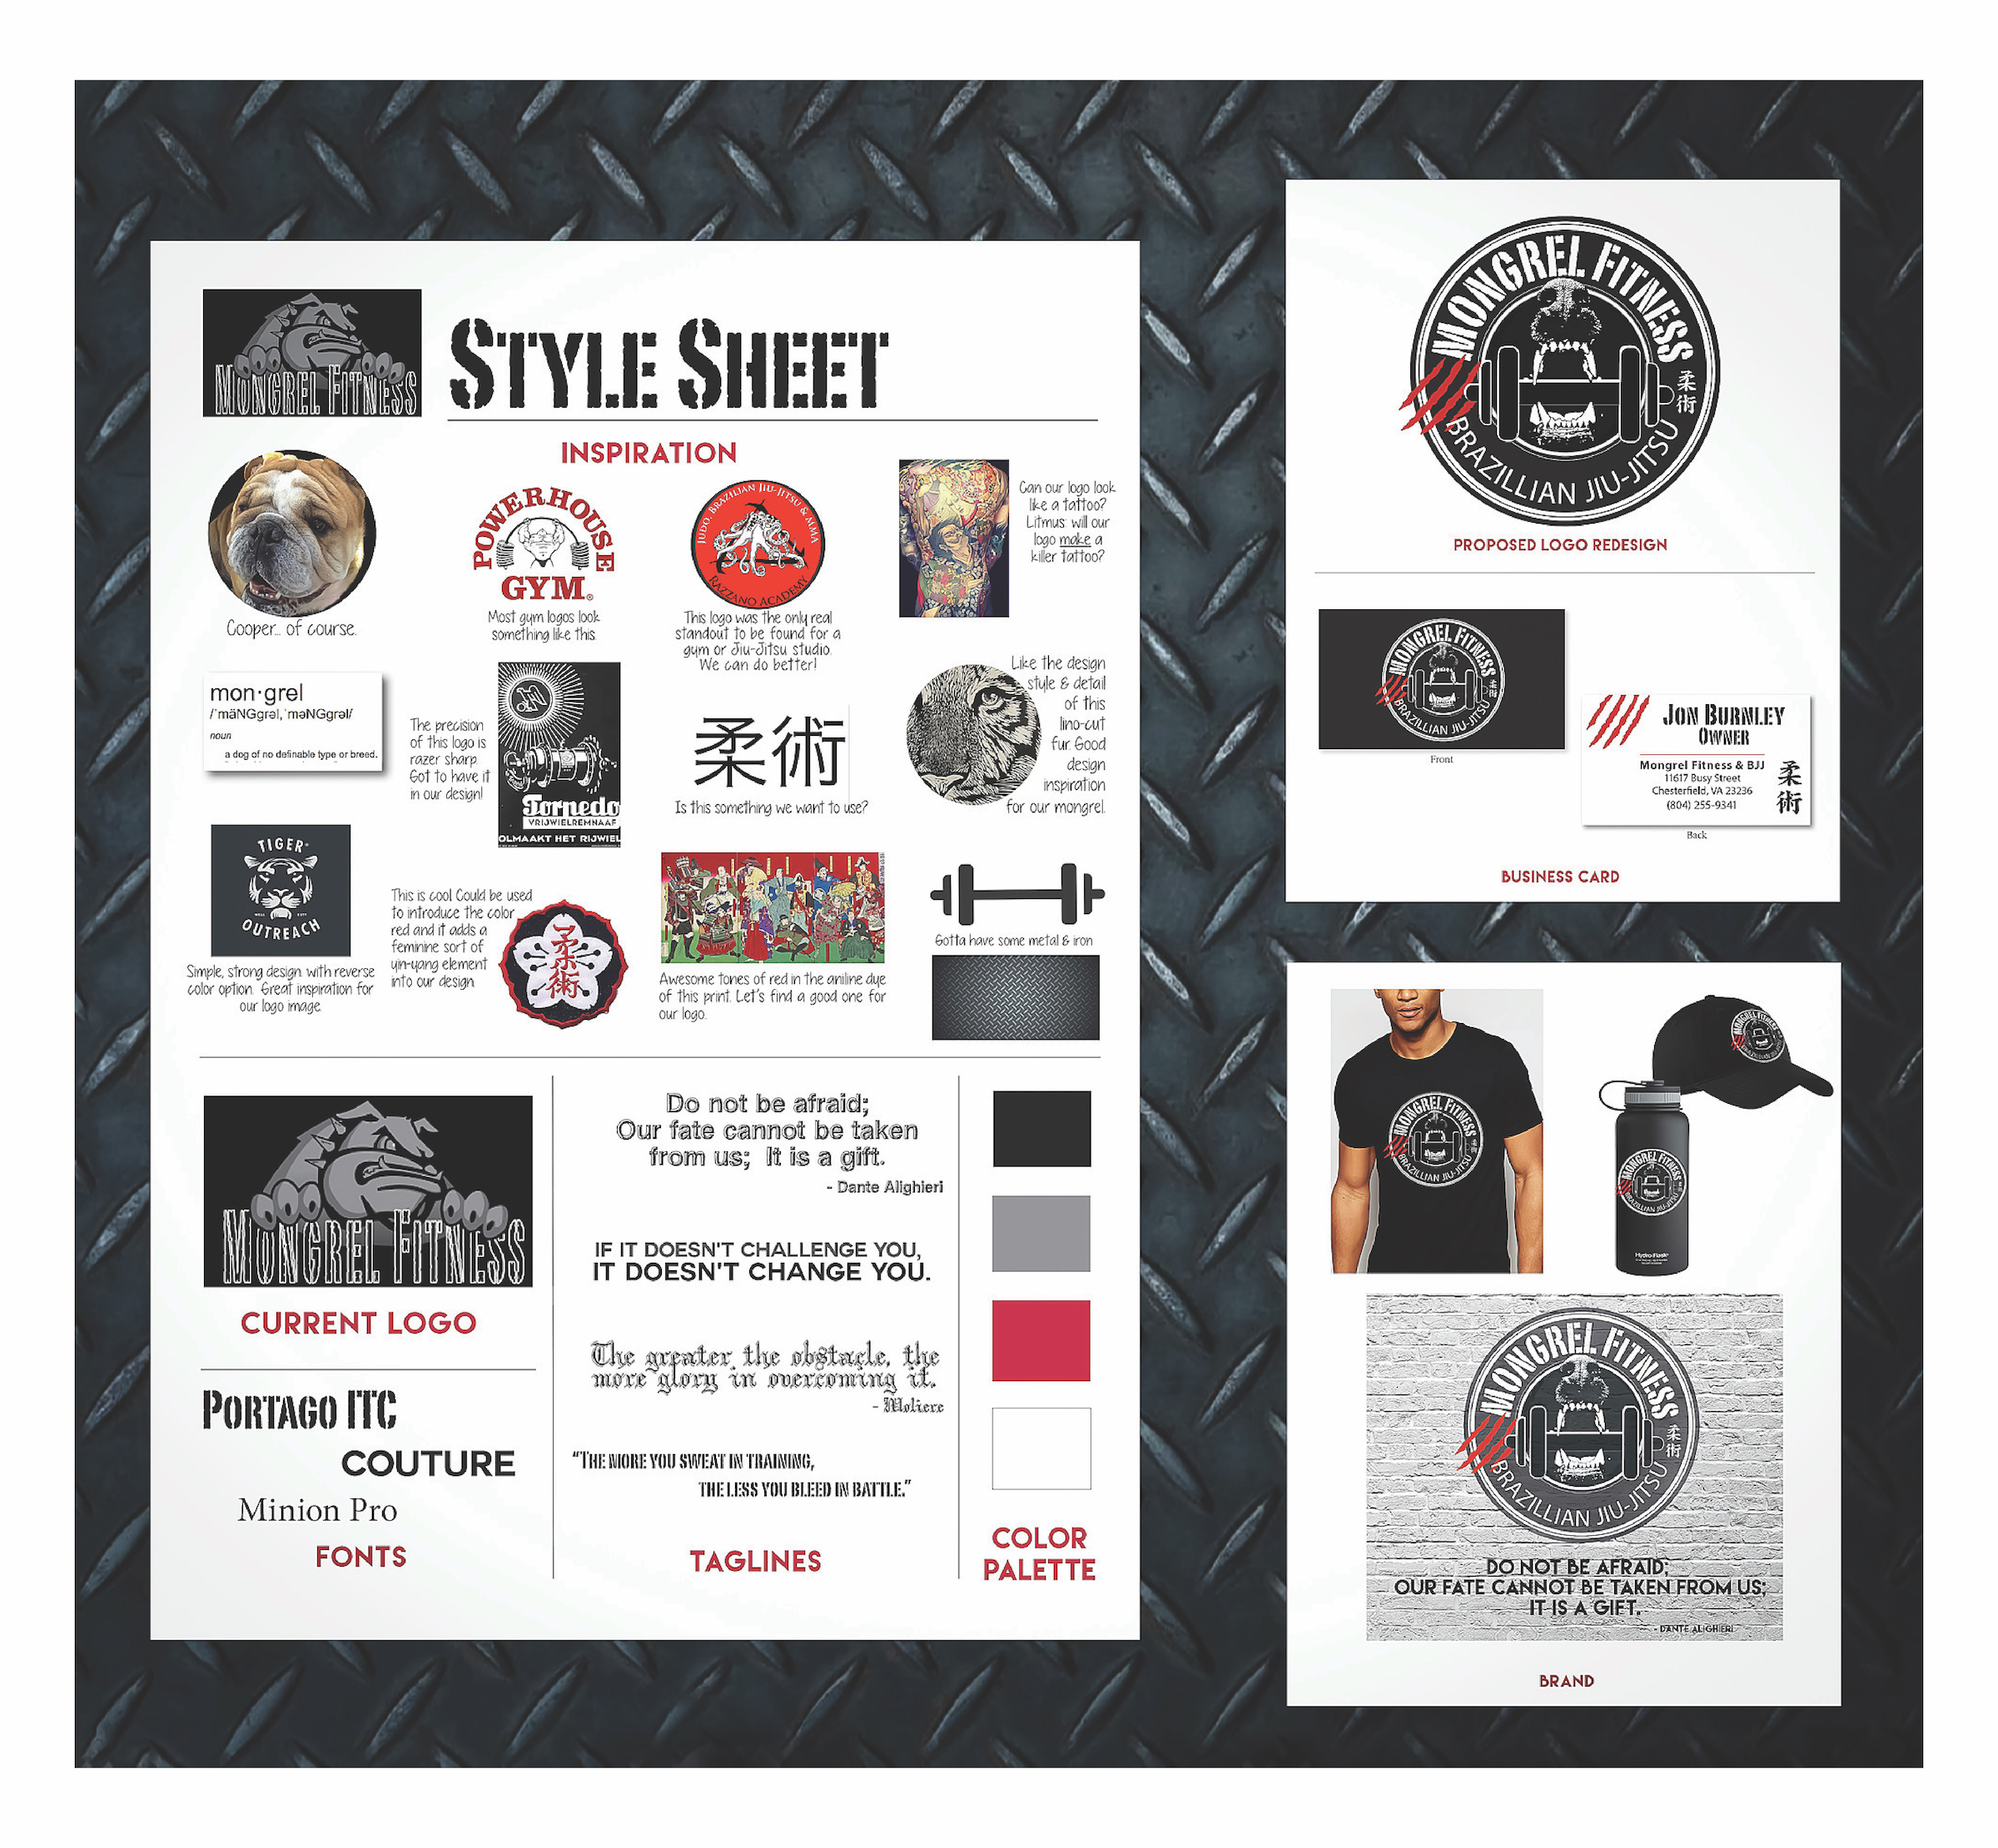 MONGREL FITNESS
STYLE SHEET
INSPIRATION
Cooper... of course.
POWERHOUSE
GYM®
Most gym logos look
something like this.
JUDO, BRAZILIAN JIU-JITSU & MMA
RAZZANO ACADEMY
This logo was the only real
standout to be found for a
gym or Jiu-Jitsu studio.
We can do better!
Can our logo look
like a tattoo?
Litmus: will our
logo make a
killer tattoo?
mon·grel
/ˈmäNGgrəl,ˈməNGgrəl/
noun
a dog of no definable type or breed.
The precision
of this logo is
razer sharp.
Got to have it
in our design!
Tornedo
VRIJWIELREMNAAF
OLMAAKT HET RIJWIEL
柔術
Is this something we want to use?
Like the design
style & detail
of this
lino-cut
fur. Good
design
inspiration
for our mongrel.
TIGER
OUTREACH
Simple, strong design. with reverse
color option. Great inspiration for
our logo image.
This is cool. Could be used
to introduce the color
red and it adds a
feminine sort of
yin-yang element
into our design.
柔術
Awesome tones of red in the aniline dye
of this print. Let's find a good one for
our logo.
Gotta have some metal & iron
MONGREL FITNESS
CURRENT LOGO
PORTAGO ITC
COUTURE
Minion Pro
FONTS
Do not be afraid;
Our fate cannot be taken
from us; It is a gift.
- Dante Alighieri
IF IT DOESN'T CHALLENGE YOU,
IT DOESN'T CHANGE YOU.
The greater the obstacle, the
more glory in overcoming it.
- Moliere
"THE MORE YOU SWEAT IN TRAINING,
THE LESS YOU BLEED IN BATTLE."
TAGLINES
COLOR
PALETTE
MONGREL FITNESS
柔術
BRAZILLIAN JIU-JITSU
PROPOSED LOGO REDESIGN
MONGREL FITNESS
柔術
BRAZILLIAN JIU-JITSU
Front
JON BURNLEY
OWNER
Mongrel Fitness & BJJ
11617 Busy Street
Chesterfield, VA 23236
(804) 255-9341
柔術
Back
BUSINESS CARD
MONGREL FITNESS
柔術
BRAZILLIAN JIU-JITSU
MONGREL FITNESS
BRAZILLIAN JIU-JITSU
MONGREL FITNESS
柔術
BRAZILLIAN JIU-JITSU
Hydro Flask
MONGREL FITNESS
柔術
BRAZILLIAN JIU-JITSU
DO NOT BE AFRAID;
OUR FATE CANNOT BE TAKEN FROM US;
IT IS A GIFT.
- DANTE ALIGHIERI
BRAND